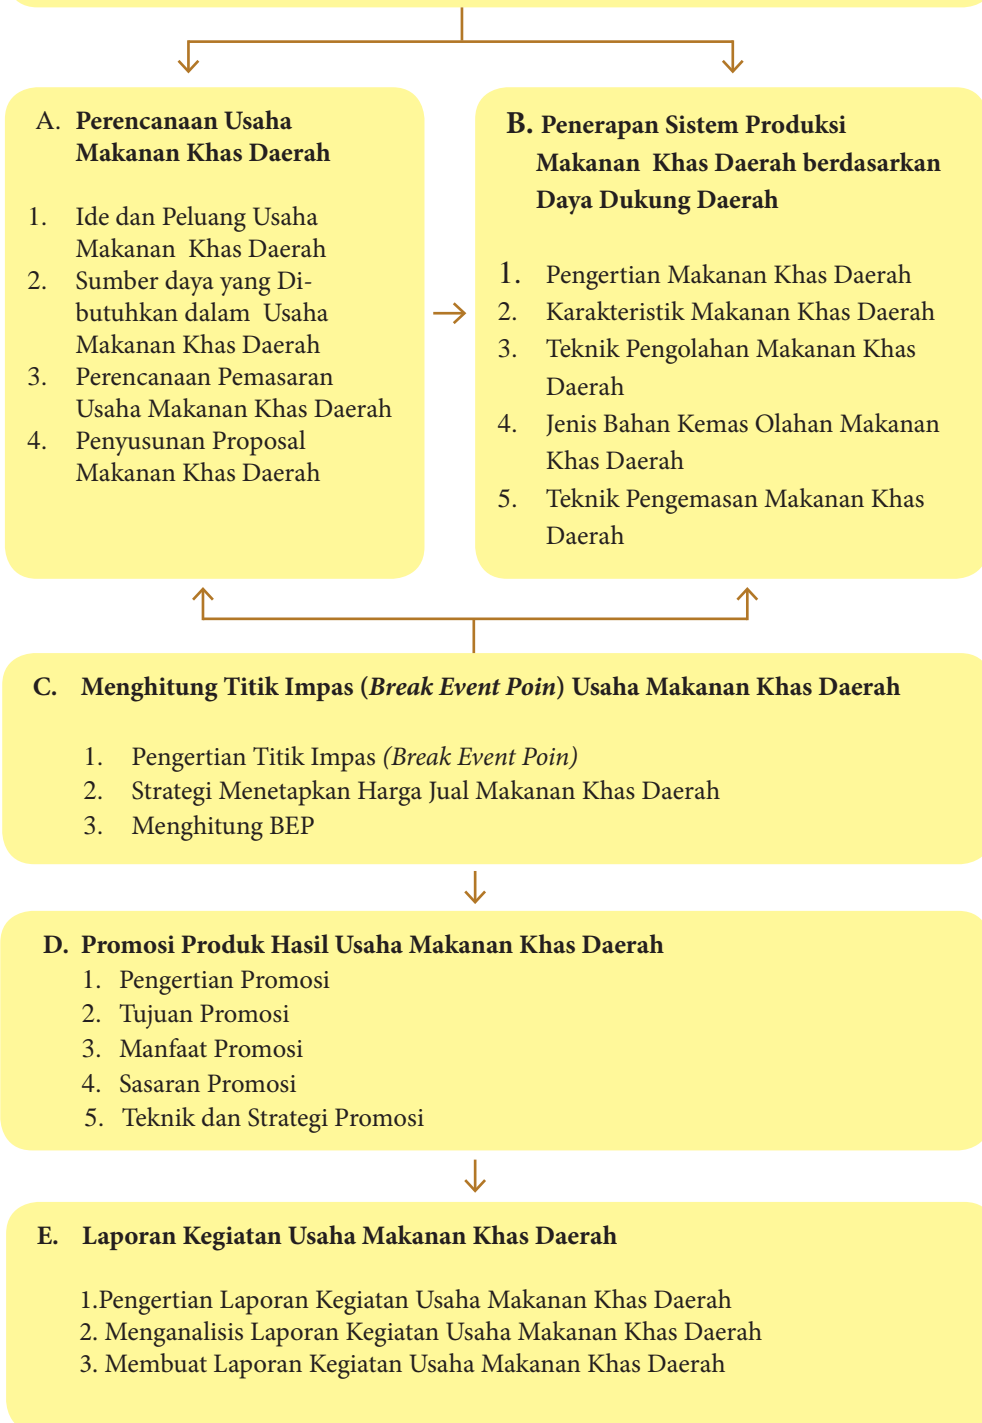 A. Perencanaan Usaha
Makanan Khas Daerah
1. Ide dan Peluang Usaha
Makanan Khas Daerah
2. Sumber daya yang Di-
butuhkan dalam Usaha
Makanan Khas Daerah
3. Perencanaan Pemasaran
Usaha Makanan Khas Daerah
4. Penyusunan Proposal
Makanan Khas Daerah
B. Penerapan Sistem Produksi
Makanan Khas Daerah berdasarkan
Daya Dukung Daerah
1. Pengertian Makanan Khas Daerah
2. Karakteristik Makanan Khas Daerah
3. Teknik Pengolahan Makanan Khas
Daerah
4. Jenis Bahan Kemas Olahan Makanan
Khas Daerah
5. Teknik Pengemasan Makanan Khas
Daerah
C. Menghitung Titik Impas (Break Event Poin) Usaha Makanan Khas Daerah
1. Pengertian Titik Impas (Break Event Poin)
2. Strategi Menetapkan Harga Jual Makanan Khas Daerah
3. Menghitung BEP
D. Promosi Produk Hasil Usaha Makanan Khas Daerah
1. Pengertian Promosi
2. Tujuan Promosi
3. Manfaat Promosi
4. Sasaran Promosi
5. Teknik dan Strategi Promosi
E. Laporan Kegiatan Usaha Makanan Khas Daerah
1.Pengertian Laporan Kegiatan Usaha Makanan Khas Daerah
2. Menganalisis Laporan Kegiatan Usaha Makanan Khas Daerah
3. Membuat Laporan Kegiatan Usaha Makanan Khas Daerah